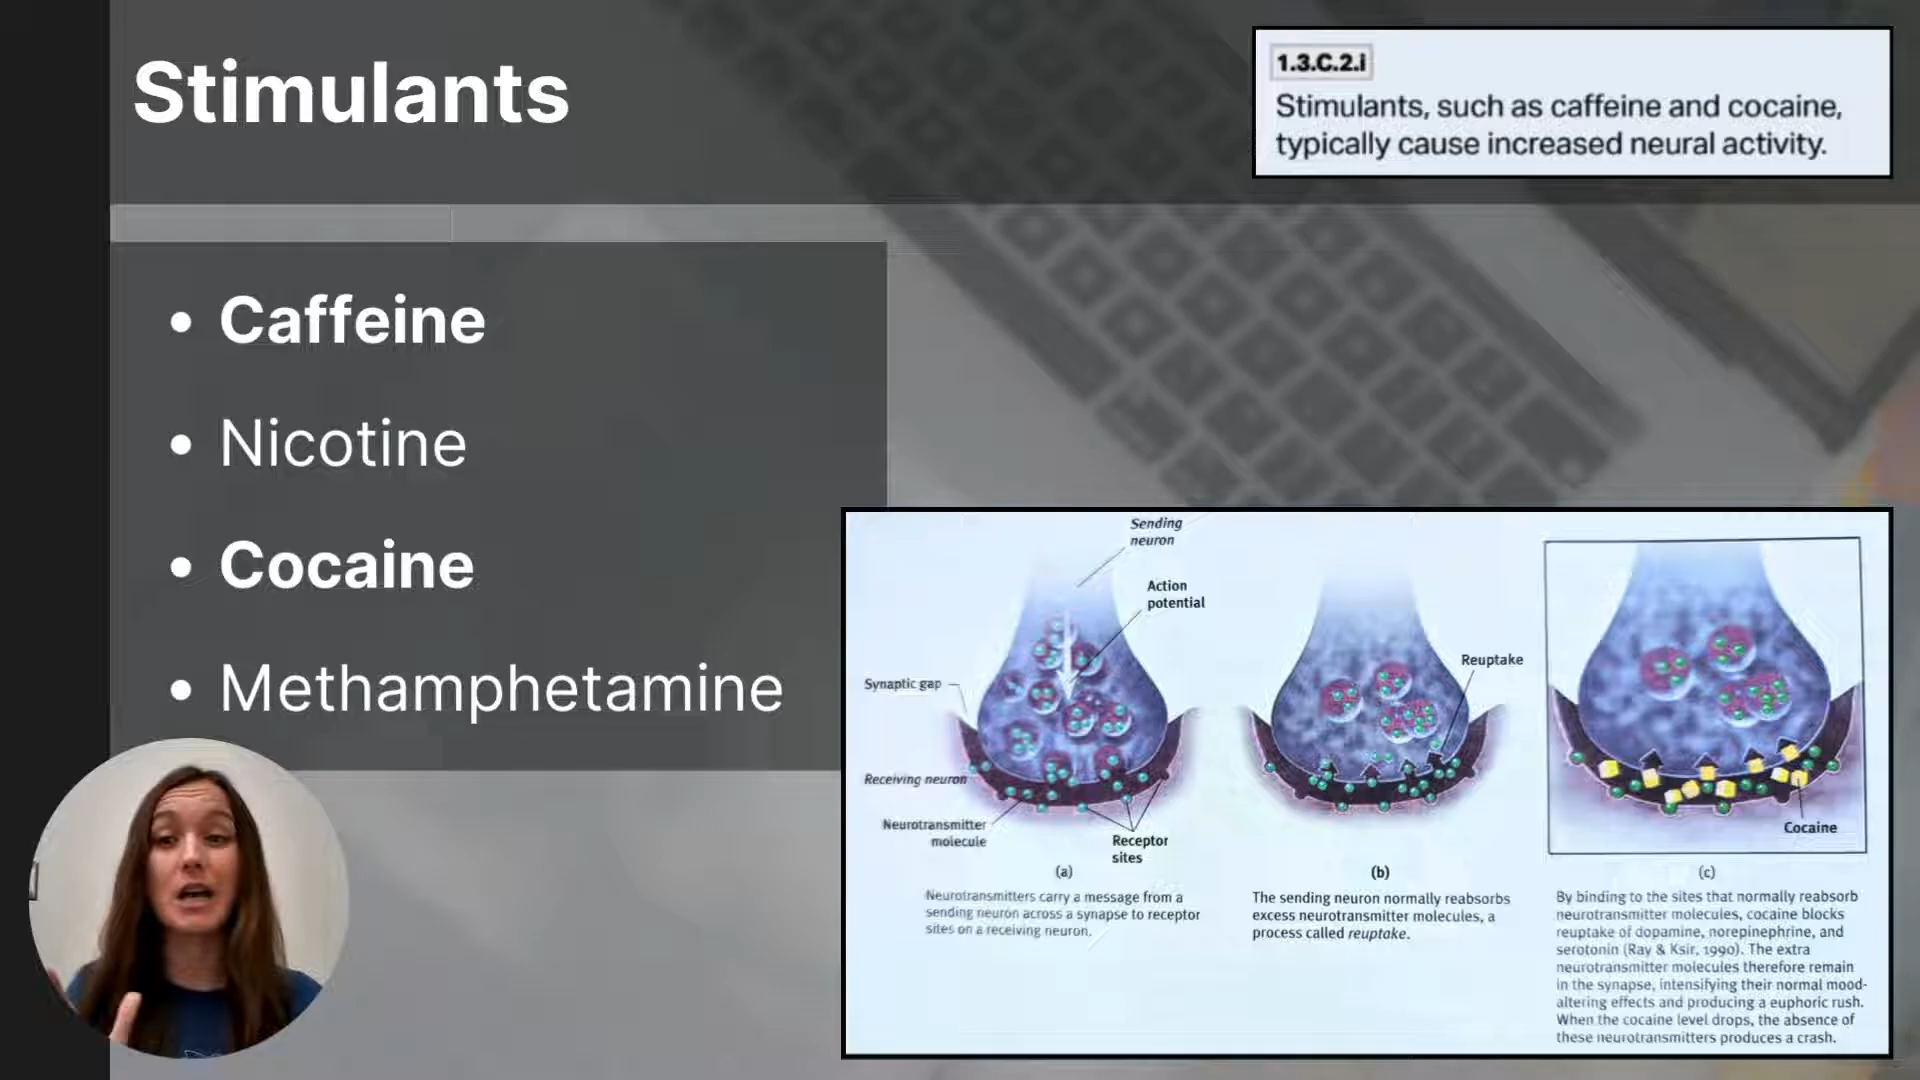 Stimulants
1.3.C.2.i
Stimulants, such as caffeine and cocaine,
typically cause increased neural activity.
• Caffeine
• Nicotine
• Cocaine
• Methamphetamine
Sending
neuron
Action
potential
Synaptic gap
Receiving neuron
Neurotransmitter
molecule
Receptor
sites
(a)
Neurotransmitters carry a message from a
sending neuron across a synapse to receptor
sites on a receiving neuron.
Reuptake
(b)
The sending neuron normally reabsorbs
excess neurotransmitter molecules, a
process called reuptake.
Cocaine
(c)
By binding to the sites that normally reabsorb
neurotransmitter molecules, cocaine blocks
reuptake of dopamine, norepinephrine, and
serotonin (Ray & Ksir, 1990). The extra
neurotransmitter molecules therefore remain
in the synapse, intensifying their normal mood-
altering effects and producing a euphoric rush.
When the cocaine level drops, the absence of
these neurotransmitters produces a crash.